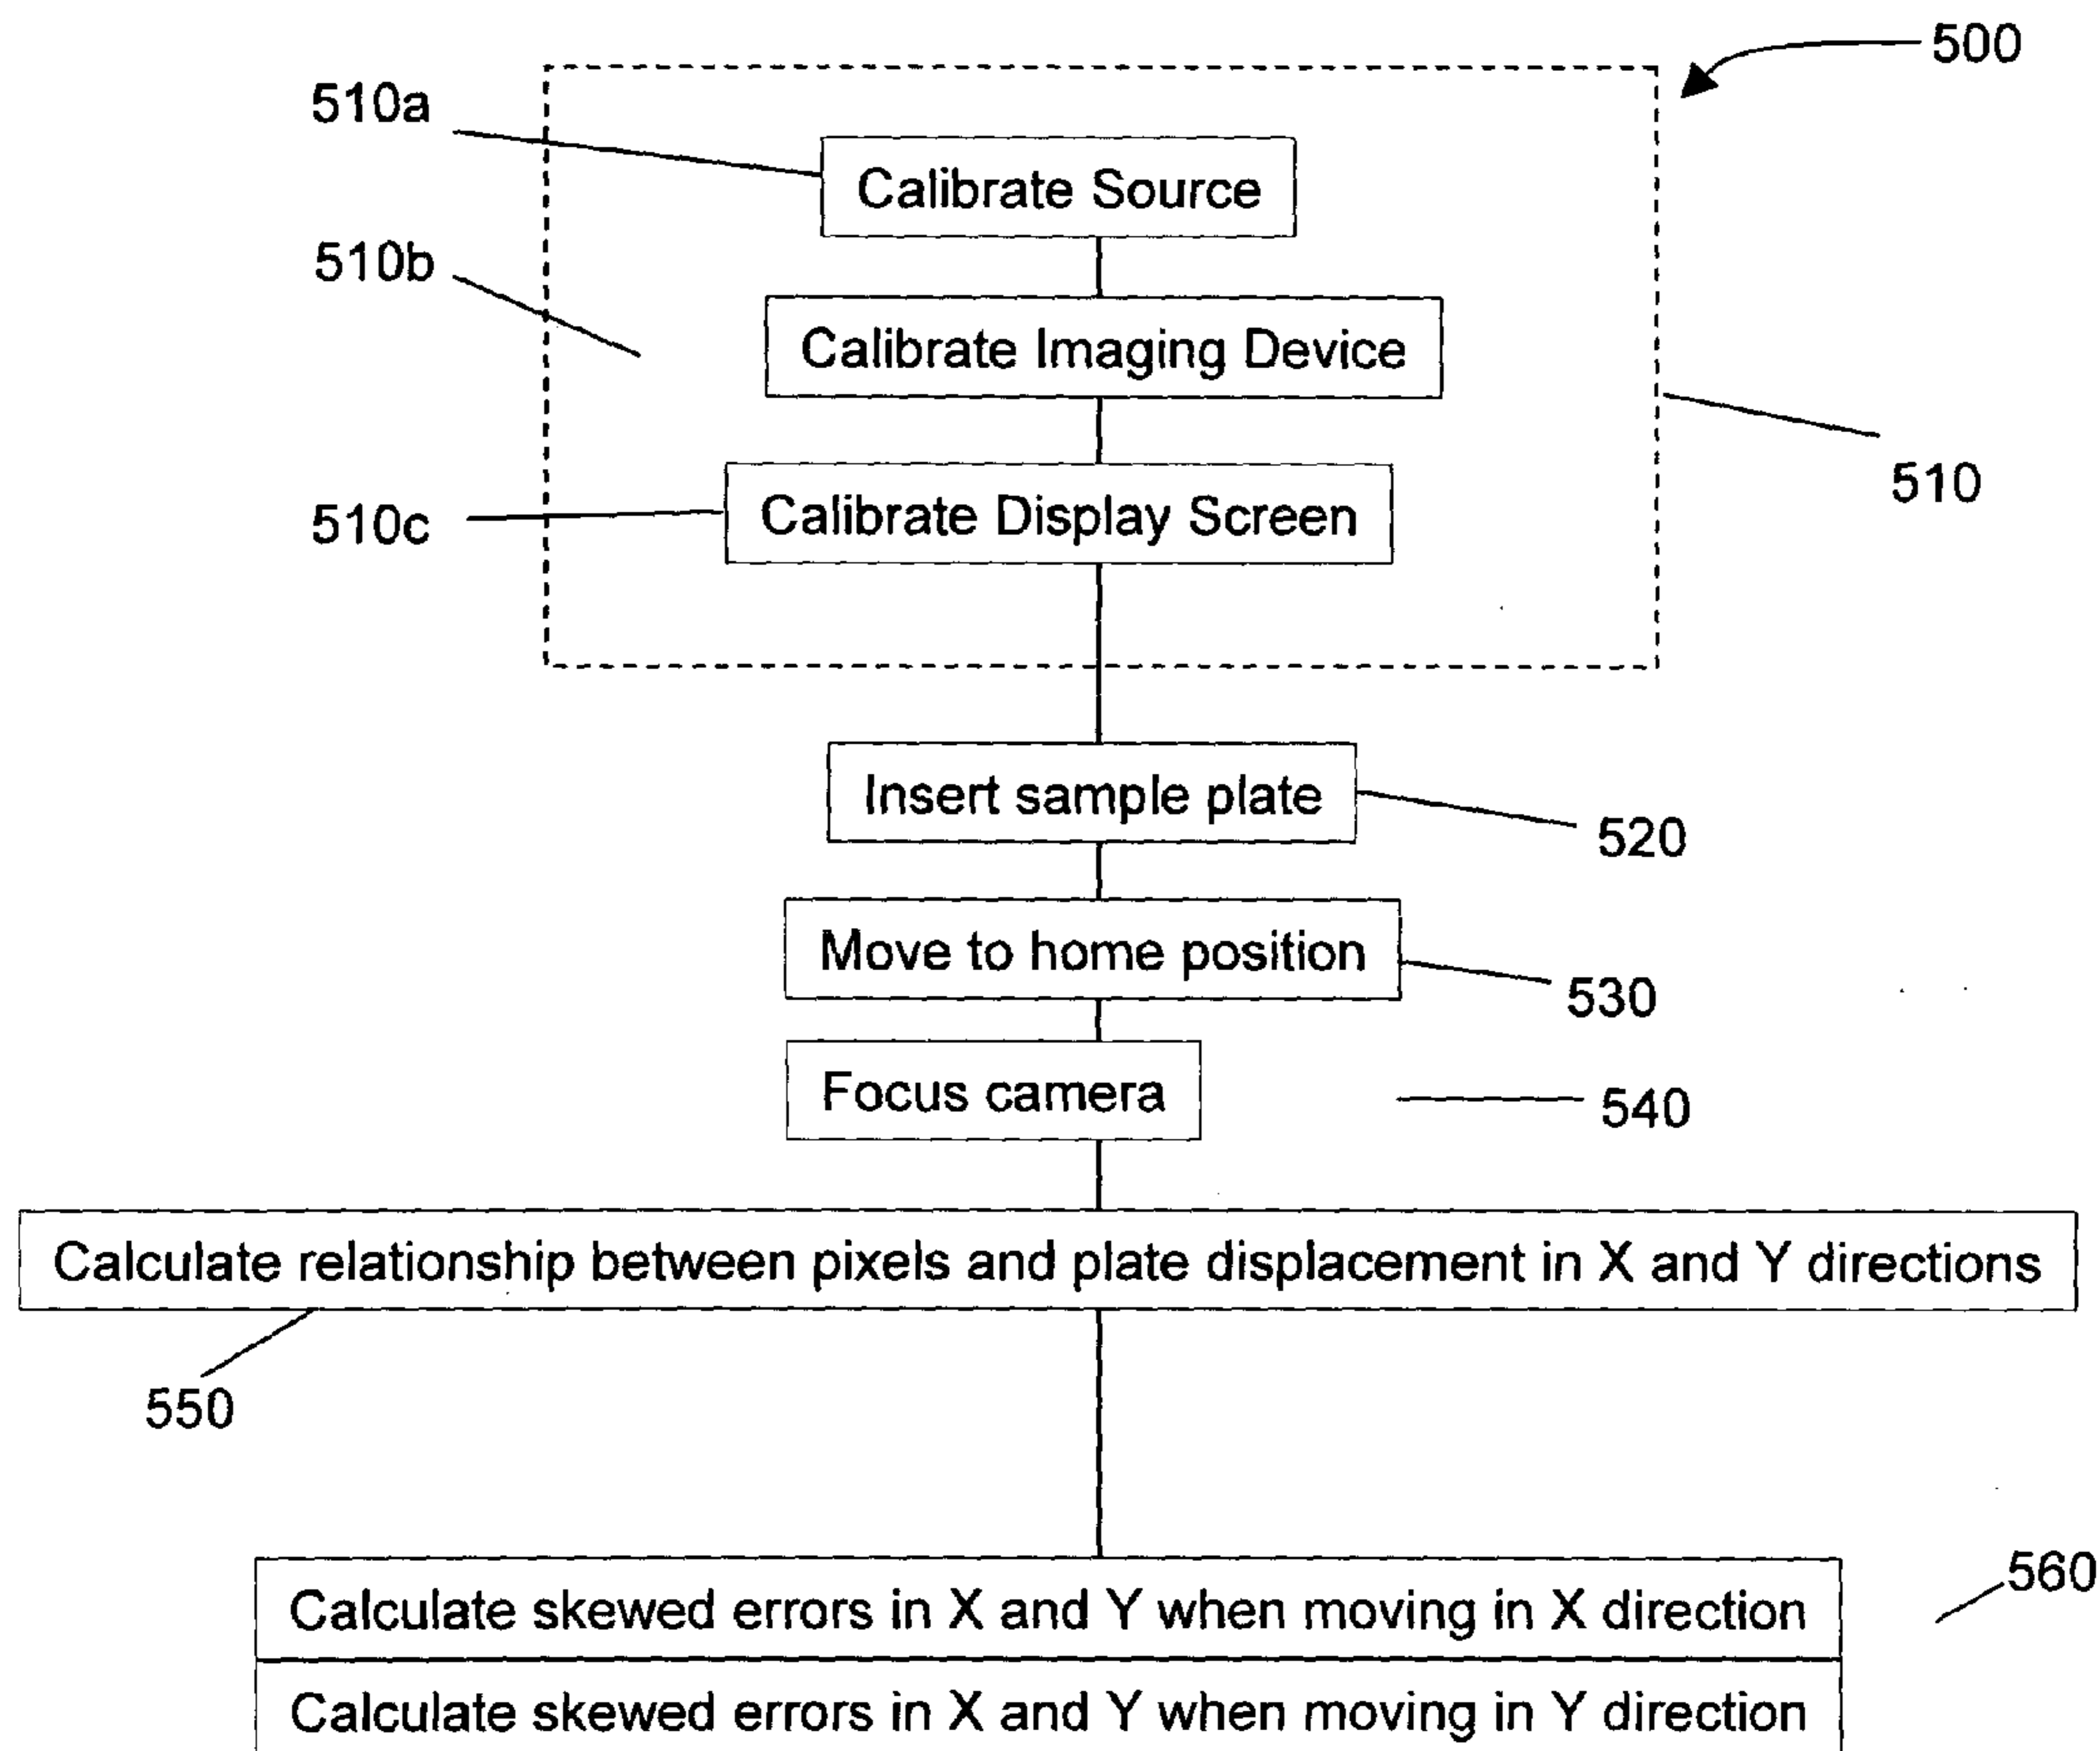 500
510a
Calibrate Source
510b
Calibrate Imaging Device
510
510c
Calibrate Display Screen
Insert sample plate
520
Move to home position
530
Focus camera
540
Calculate relationship between pixels and plate displacement in X and Y directions
550
560
Calculate skewed errors in X and Y when moving in X direction
Calculate skewed errors in X and Y when moving in Y direction